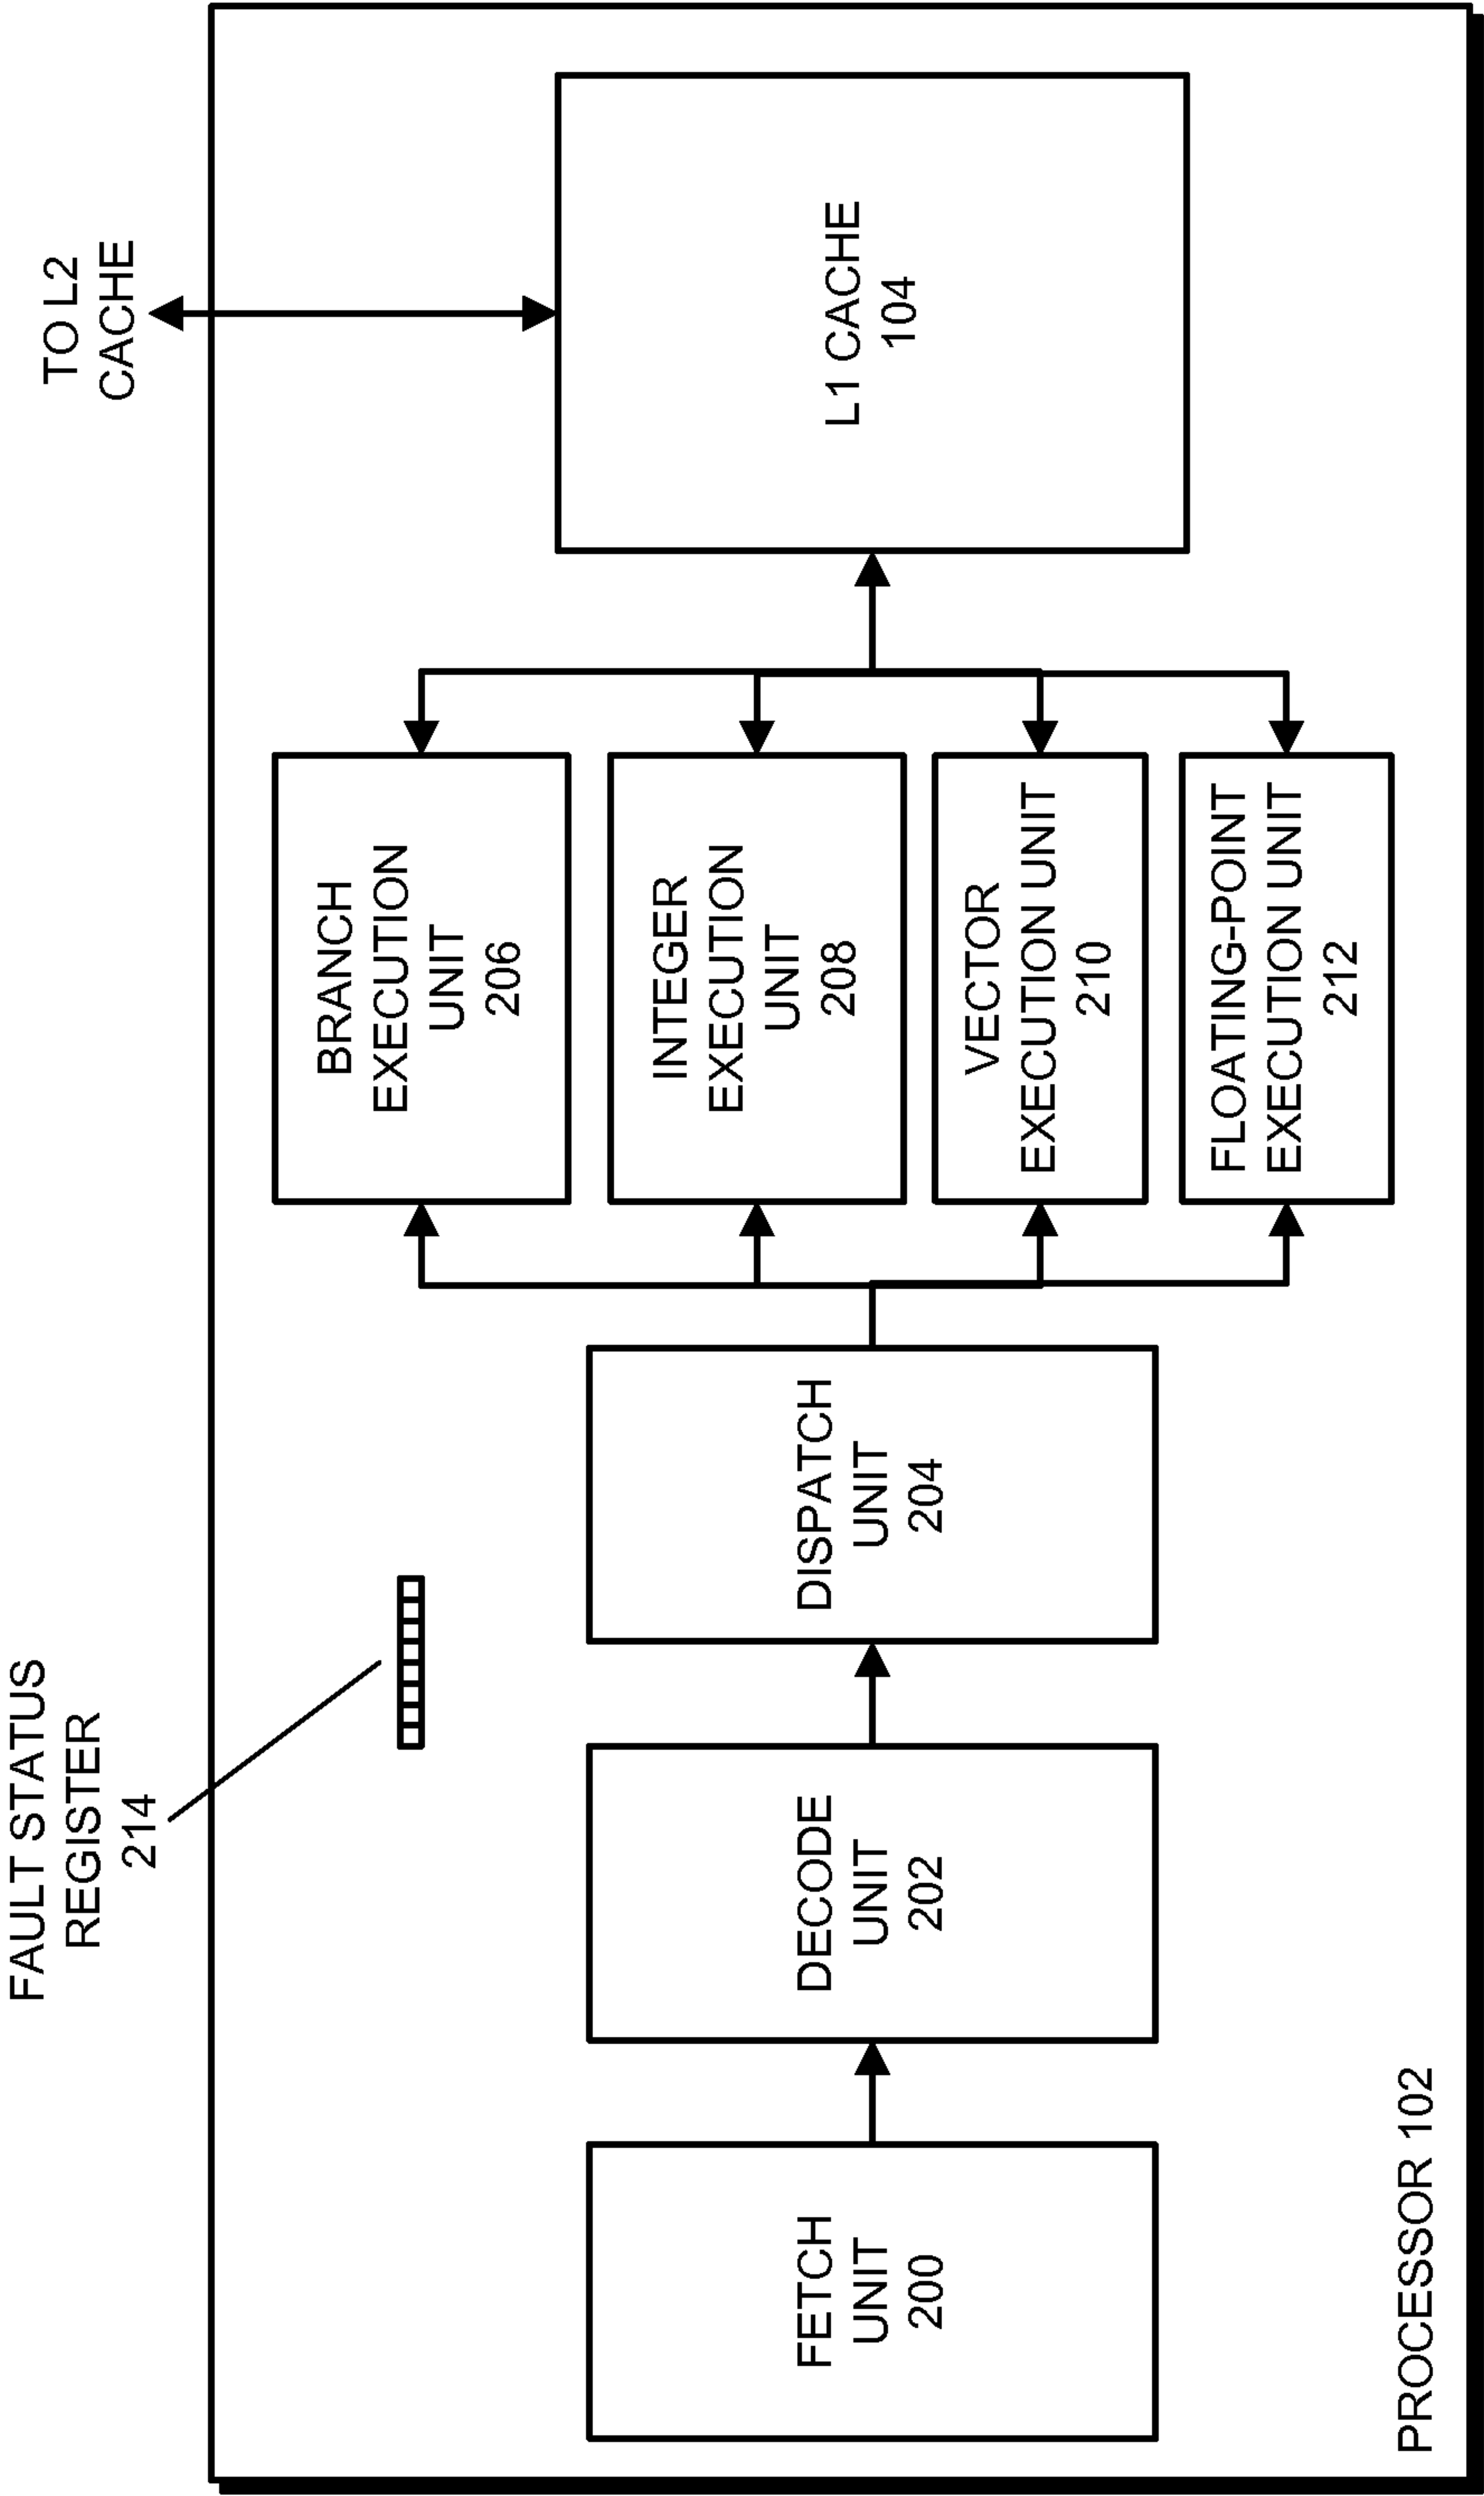 FAULT STATUS
REGISTER
214
TO L2
CACHE
FETCH
UNIT
200
DECODE
UNIT
202
DISPATCH
UNIT
204
BRANCH
EXECUTION
UNIT
206
INTEGER
EXECUTION
UNIT
208
VECTOR
EXECUTION UNIT
210
FLOATING-POINT
EXECUTION UNIT
212
L1 CACHE
104
PROCESSOR 102